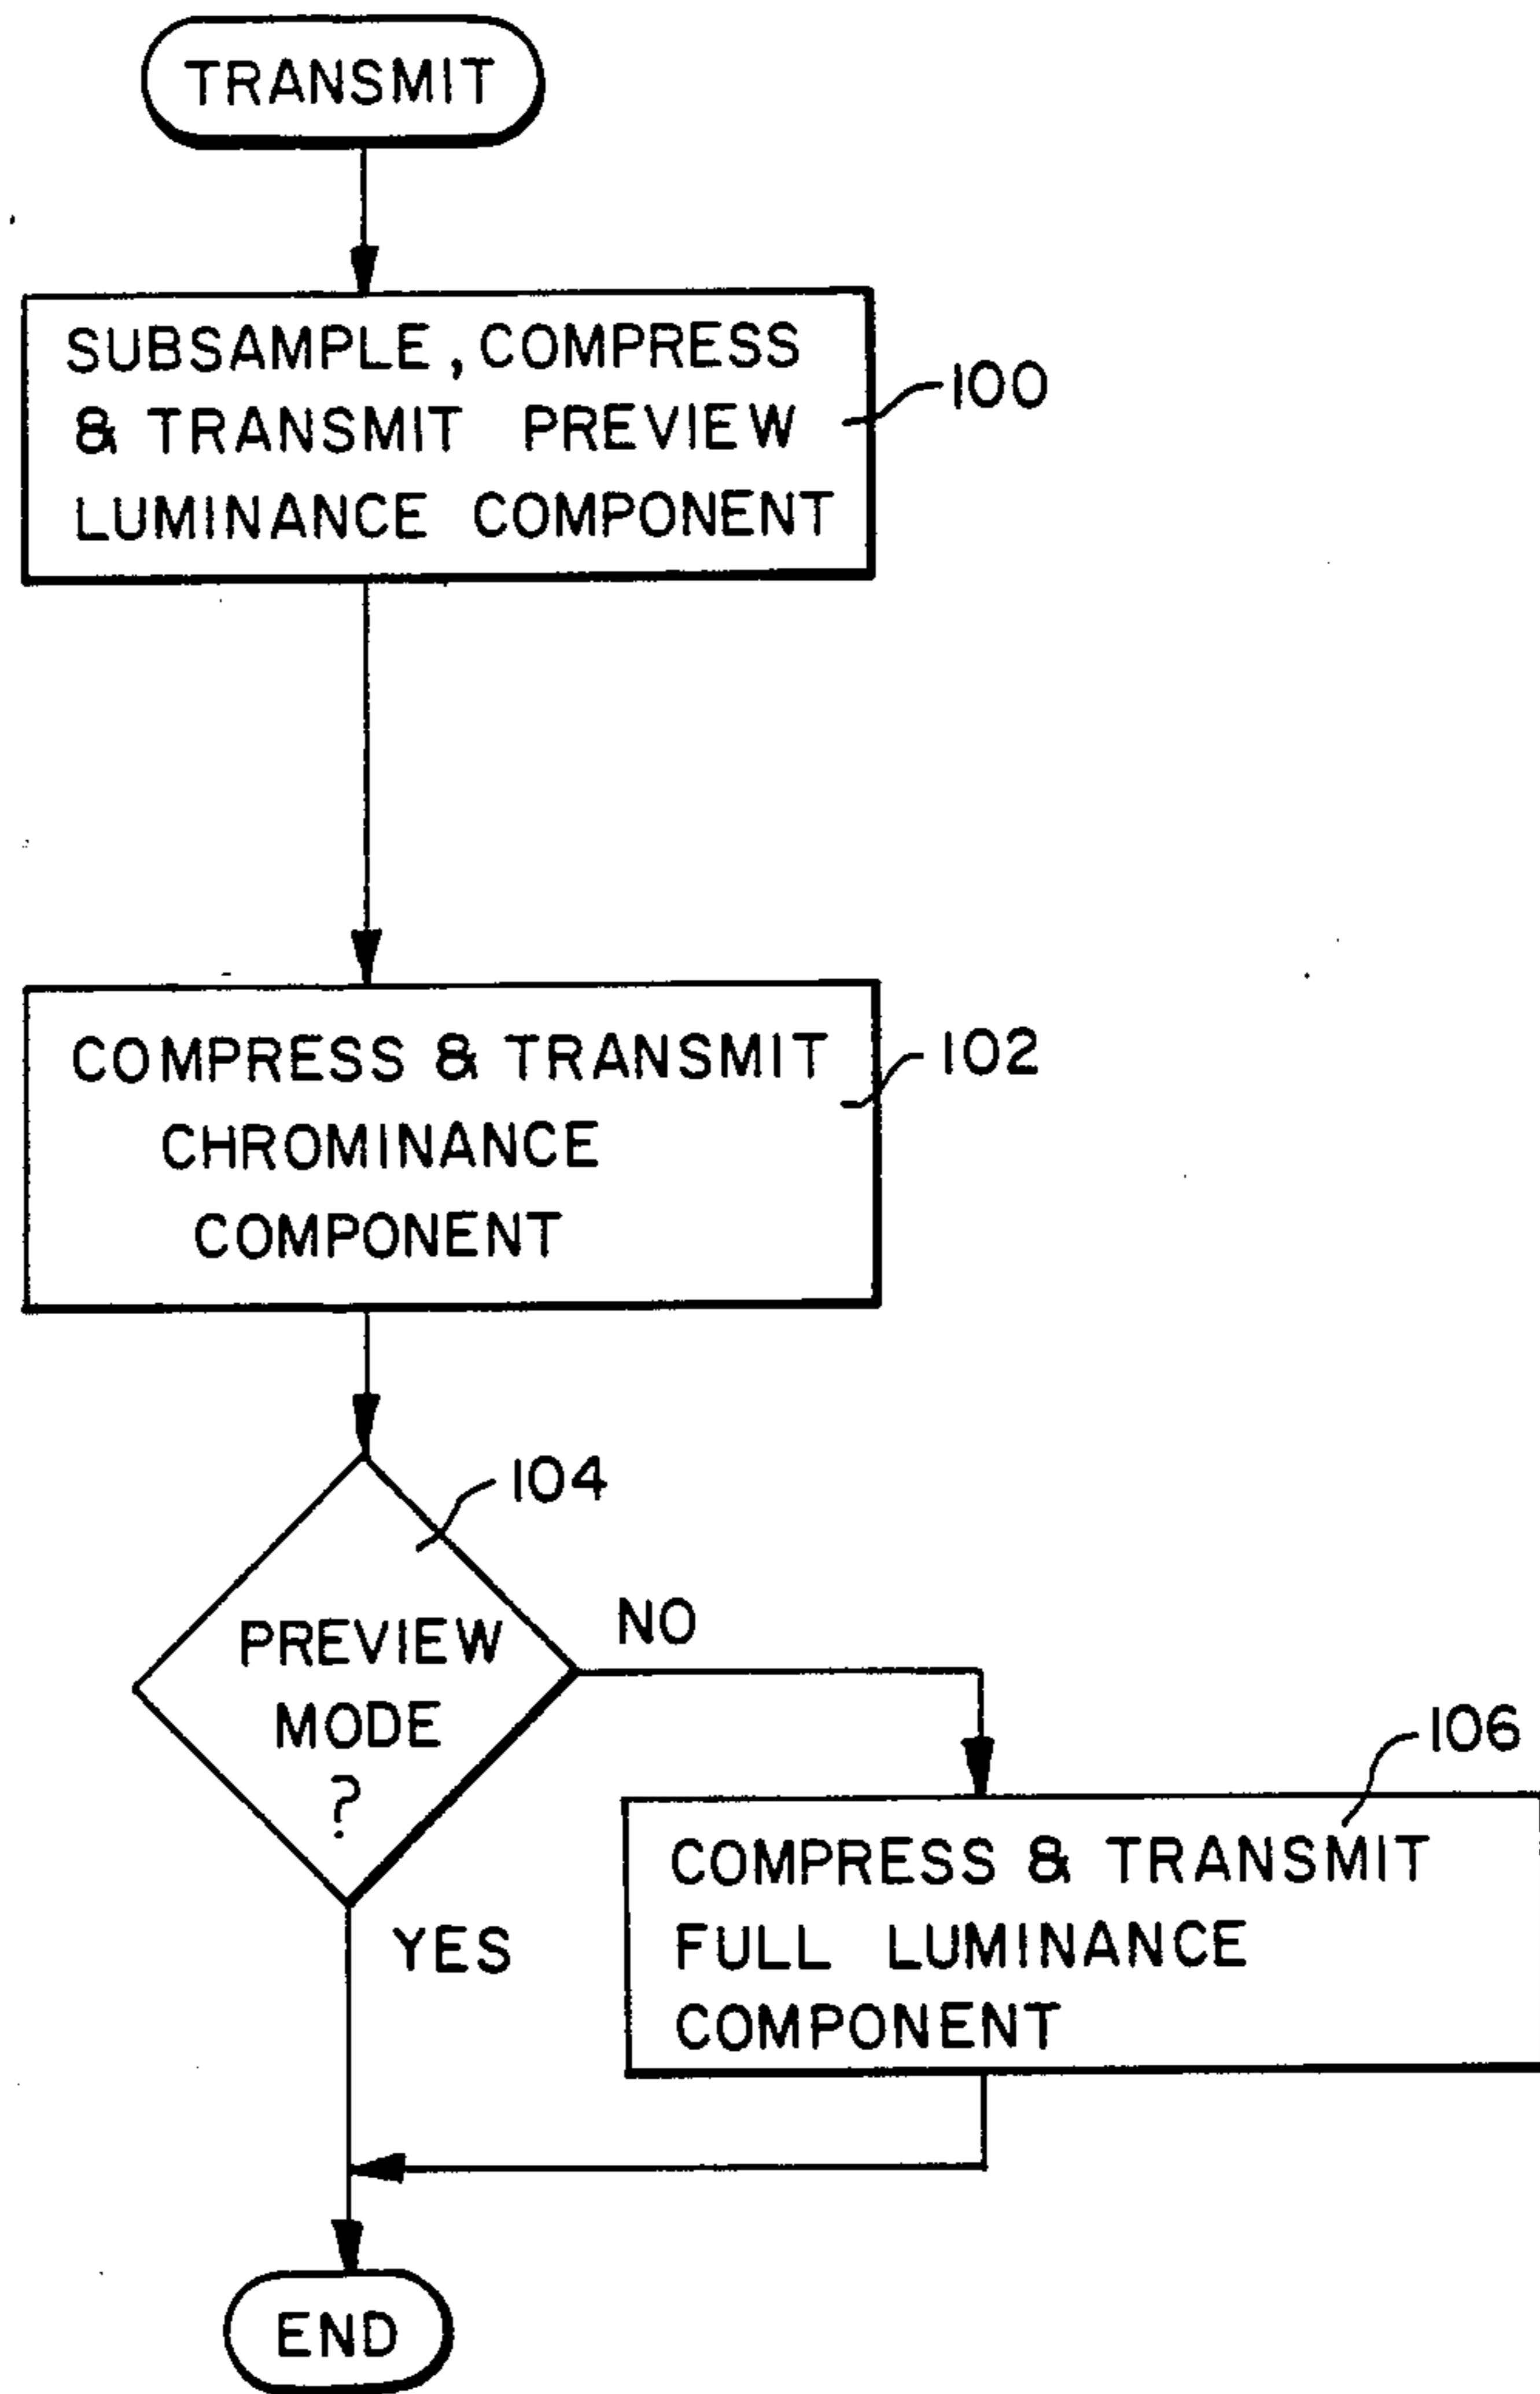 TRANSMIT
SUBSAMPLE, COMPRESS
& TRANSMIT PREVIEW
LUMINANCE COMPONENT
100
COMPRESS & TRANSMIT
CHROMINANCE
COMPONENT
102
104
PREVIEW
MODE
?
NO
YES
106
COMPRESS & TRANSMIT
FULL LUMINANCE
COMPONENT
END